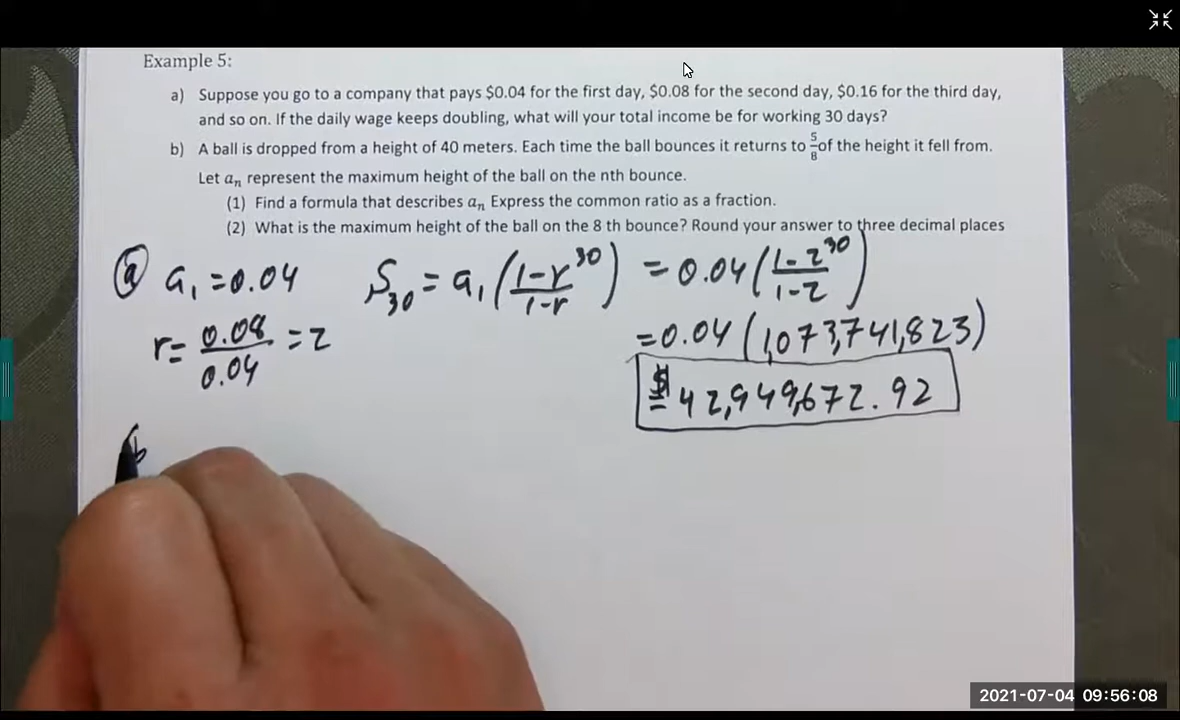 Example 5:
a) Suppose you go to a company that pays $0.04 for the first day, $0.08 for the second day, $0.16 for the third day,
and so on. If the daily wage keeps doubling, what will your total income be for working 30 days?
b) A ball is dropped from a height of 40 meters. Each time the ball bounces it returns to 5/8 of the height it fell from.
Let aₙ represent the maximum height of the ball on the nth bounce.
(1) Find a formula that describes aₙ Express the common ratio as a fraction.
(2) What is the maximum height of the ball on the 8 th bounce? Round your answer to three decimal places
(a) a₁ = 0.04 S₃₀ = a₁ ((1-r³⁰)/(1-r)) = 0.04 ((1-2³⁰)/(1-2))
r = 0.08/0.04 = 2 = 0.04 (1,073,741,823)
= $42,949,672.92
b
2021-07-04 09:56:08